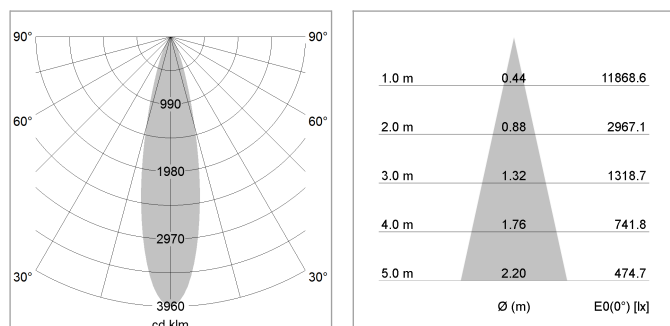 90° 90°
990
60° 60°
1980
2970
30° 30°
3960
cd klm
1.0 m 0.44 11868.6
2.0 m 0.88 2967.1
3.0 m 1.32 1318.7
4.0 m 1.76 741.8
5.0 m 2.20 474.7
Ø (m) E0(0°) [lx]